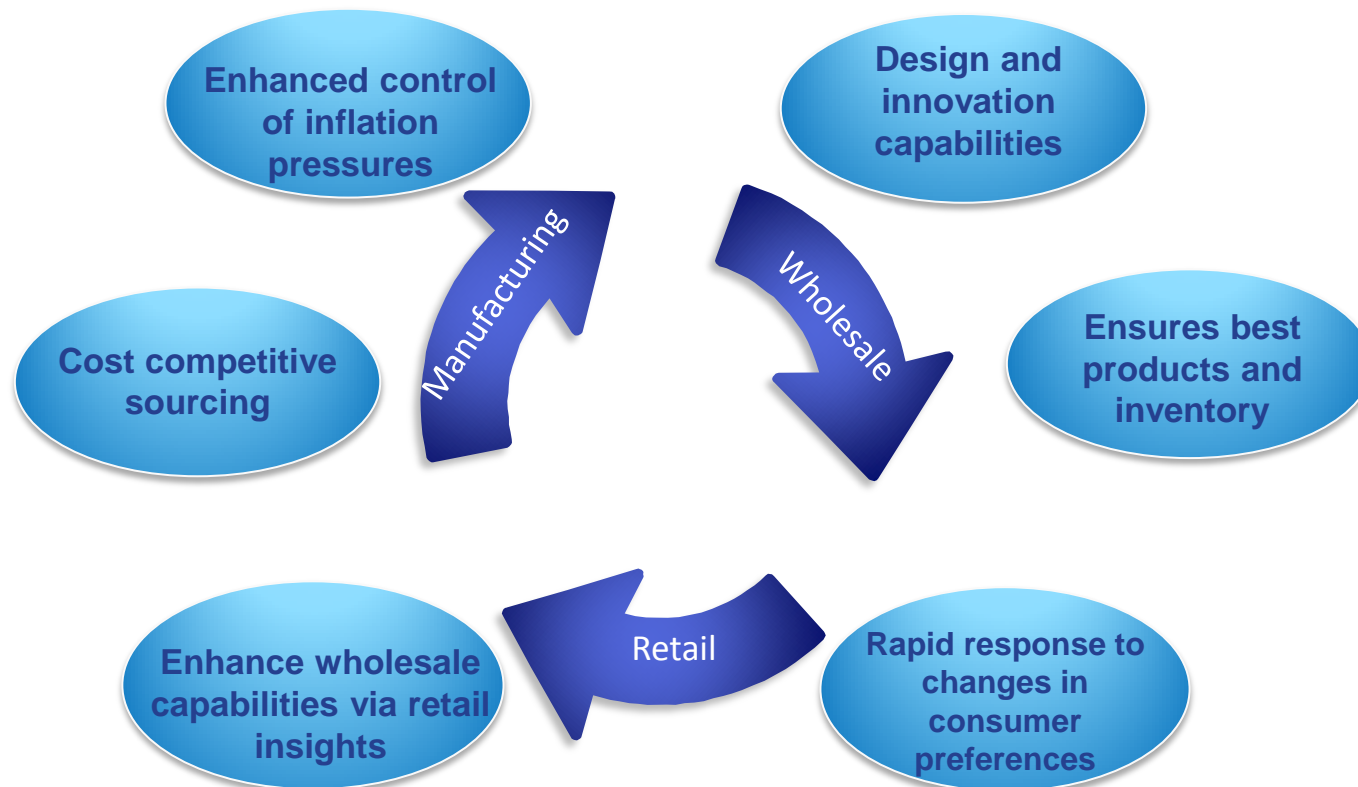 Enhanced control
of inflation
pressures
Design and
innovation
capabilities
Manufacturing
Wholesale
Cost competitive
sourcing
Ensures best
products and
inventory
Retail
Enhance wholesale
capabilities via retail
insights
Rapid response to
changes in
consumer
preferences